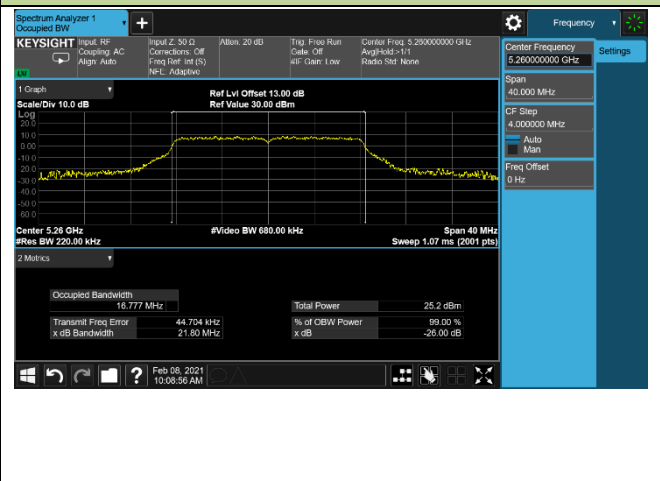 Spectrum Analyzer 1
Occupied BW
+
Frequency
KEYSIGHT
Input: RF
Coupling: AC
Align: Auto
Input Z: 50 Ω
Corrections: Off
Freq Ref: Int (S)
NFE: Adaptive
Atten: 20 dB
Trig: Free Run
Gate: Off
#IF Gain: Low
Center Freq: 5.260000000 GHz
Avg|Hold:>1/1
Radio Std: None
LXI
Center Frequency
5.260000000 GHz
Settings
Span
40.000 MHz
CF Step
4.000000 MHz
Auto
Man
Freq Offset
0 Hz
1 Graph
Scale/Div 10.0 dB
Ref Lvl Offset 13.00 dB
Ref Value 30.00 dBm
Log
20.0
10.0
0.00
-10.0
-20.0
-30.0
-40.0
-50.0
-60.0
Center 5.26 GHz
#Res BW 220.00 kHz
#Video BW 680.00 kHz
Span 40 MHz
Sweep 1.07 ms (2001 pts)
2 Metrics
Occupied Bandwidth
16.777 MHz
Total Power 25.2 dBm
Transmit Freq Error 44.704 kHz
% of OBW Power 99.00 %
x dB Bandwidth 21.80 MHz
x dB -26.00 dB
?
Feb 08, 2021
10:08:56 AM